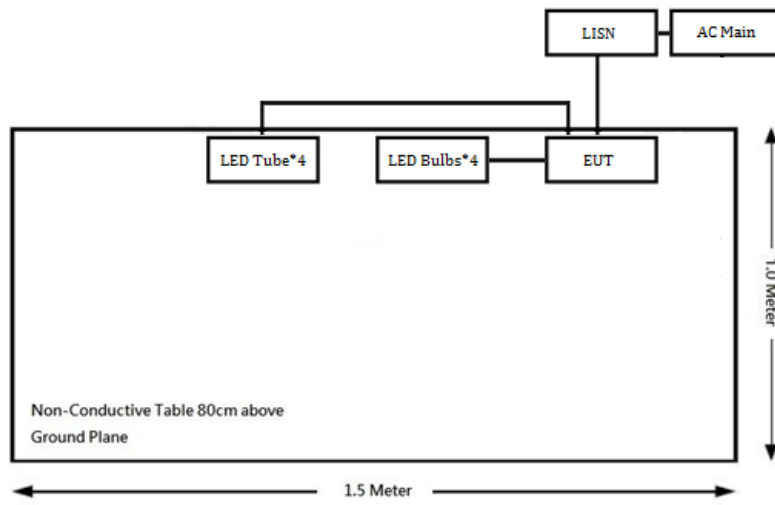 LISN
AC Main
LED Tube*4
LED Bulbs*4
EUT
1.0 Meter
Non-Conductive Table 80cm above
Ground Plane
1.5 Meter